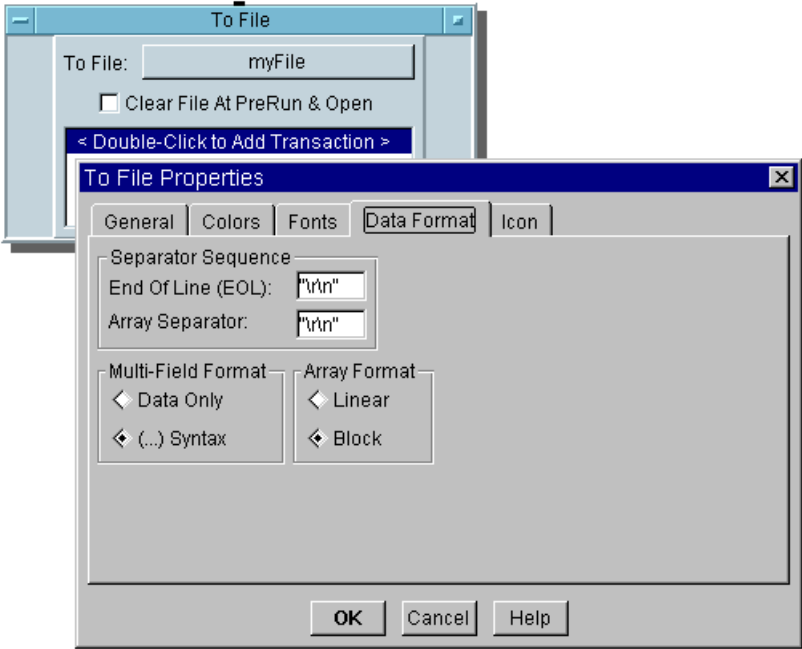 To File
To File: myFile
Clear File At PreRun & Open
< Double-Click to Add Transaction >
To File Properties
General Colors Fonts Data Format Icon
Separator Sequence
End Of Line (EOL): "\r\n"
Array Separator: "\r\n"
Multi-Field Format Array Format
Data Only Linear
(...) Syntax Block
OK Cancel Help